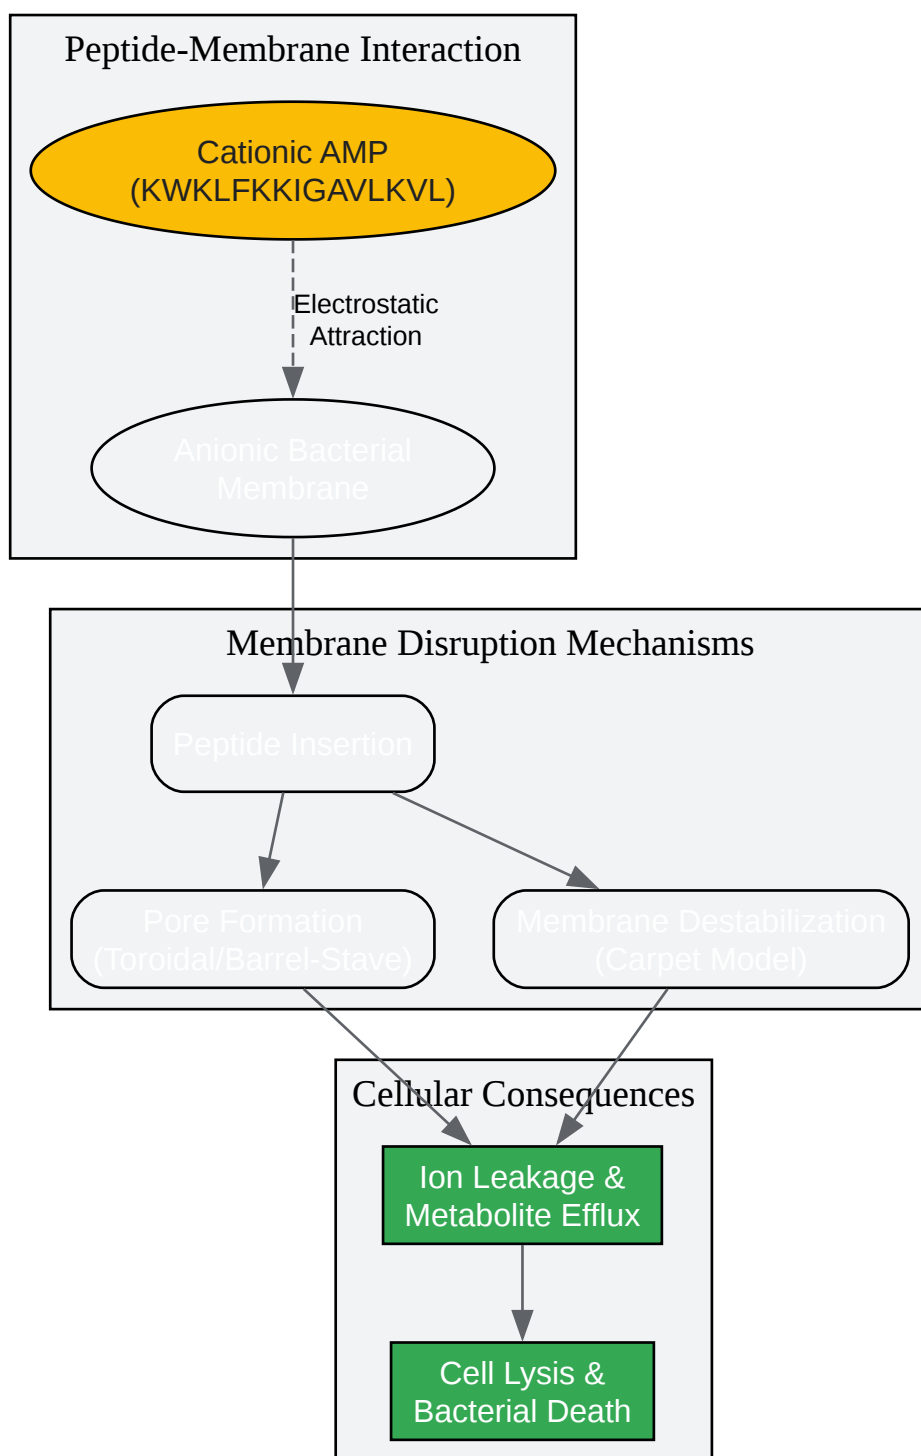 Peptide-Membrane Interaction
Cationic AMP
(KWKLFKKIGAVLKVL)
Electrostatic
Attraction
Anionic Bacterial
Membrane
Membrane Disruption Mechanisms
Peptide Insertion
Pore Formation
(Toroidal/Barrel-Stave)
Membrane Destabilization
(Carpet Model)
Cellular Consequences
Ion Leakage &
Metabolite Efflux
Cell Lysis &
Bacterial Death